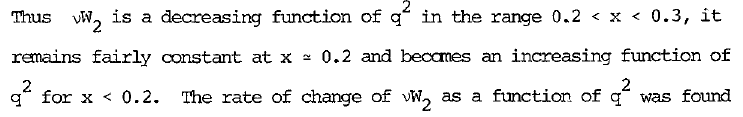 Thus νW₂ is a decreasing function of q² in the range 0.2 < x < 0.3, it
remains fairly constant at x ≃ 0.2 and becomes an increasing function of
q² for x < 0.2. The rate of change of νW₂ as a function of q² was found